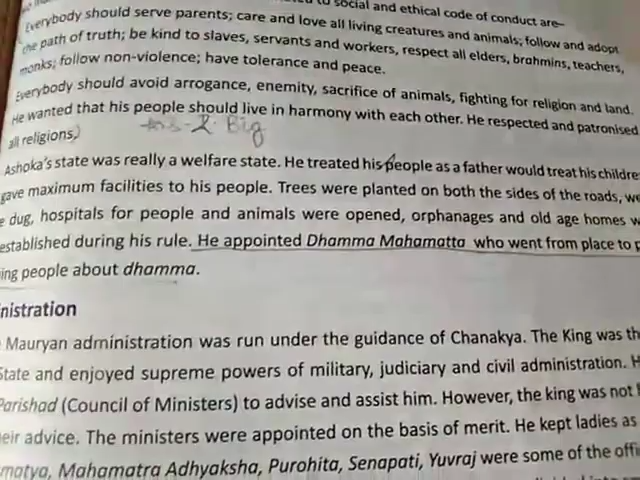 to social and ethical code of conduct are—
Everybody should serve parents; care and love all living creatures and animals; follow and adopt
the path of truth; be kind to slaves, servants and workers, respect all elders, brahmins, teachers,
monks; follow non-violence; have tolerance and peace.
Everybody should avoid arrogance, enemity, sacrifice of animals, fighting for religion and land.
He wanted that his people should live in harmony with each other. He respected and patronised
all religions.
Ans-2 Big
Ashoka's state was really a welfare state. He treated his people as a father would treat his childre
gave maximum facilities to his people. Trees were planted on both the sides of the roads, we
e dug, hospitals for people and animals were opened, orphanages and old age homes w
established during his rule. He appointed Dhamma Mahamatta who went from place to p
ing people about dhamma.
nistration
Mauryan administration was run under the guidance of Chanakya. The King was th
State and enjoyed supreme powers of military, judiciary and civil administration. H
Parishad (Council of Ministers) to advise and assist him. However, the king was not
eir advice. The ministers were appointed on the basis of merit. He kept ladies as
matya, Mahamatra Adhyaksha, Purohita, Senapati, Yuvraj were some of the offi